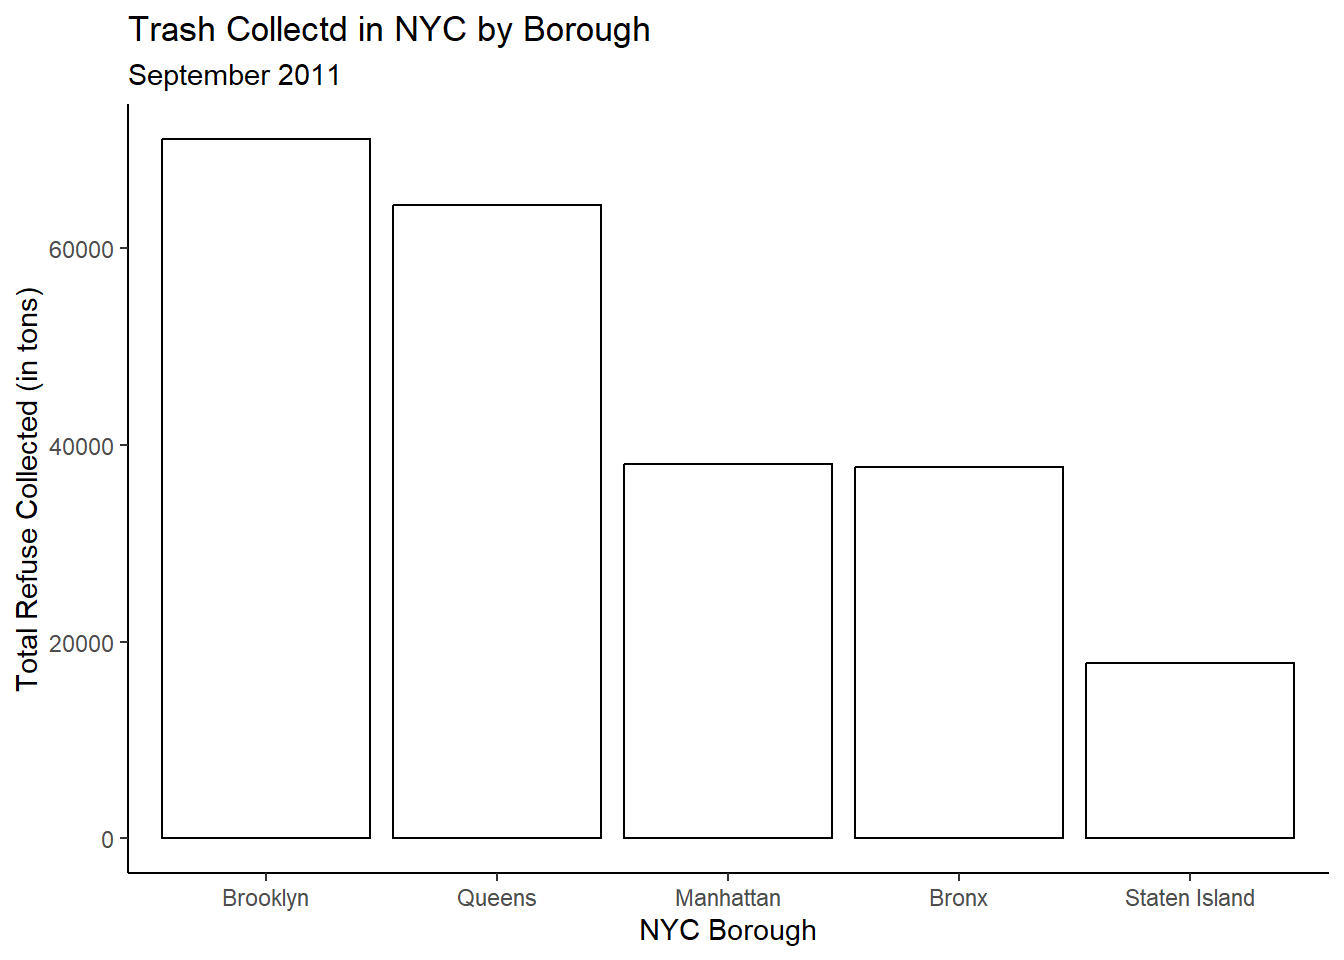 Trash Collectd in NYC by Borough
September 2011
Total Refuse Collected (in tons)
60000
40000
20000
0
Brooklyn
Queens
Manhattan
Bronx
Staten Island
NYC Borough